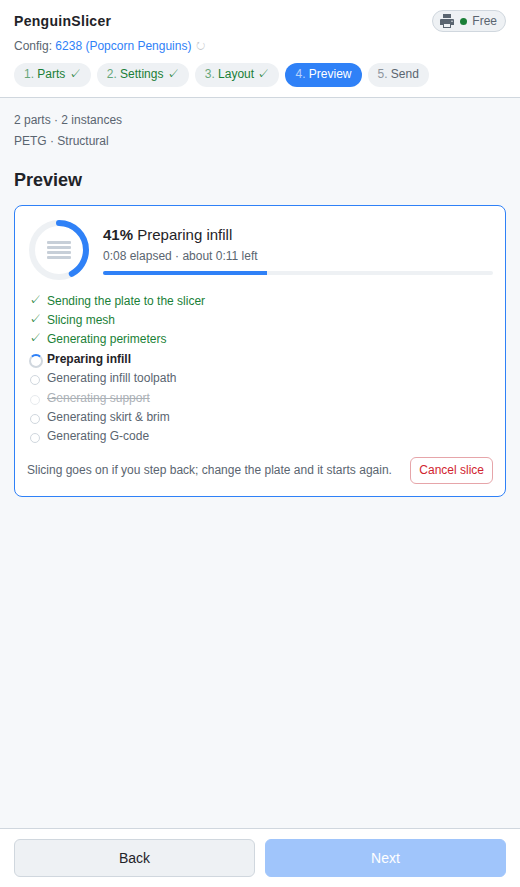 PenguinSlicer
Free
Config: 6238 (Popcorn Penguins)
1. Parts ✓ 2. Settings ✓ 3. Layout ✓ 4. Preview 5. Send
2 parts · 2 instances
PETG · Structural
Preview
41% Preparing infill
0:08 elapsed · about 0:11 left
✓ Sending the plate to the slicer
✓ Slicing mesh
✓ Generating perimeters
Preparing infill
Generating infill toolpath
Generating support
Generating skirt & brim
Generating G-code
Slicing goes on if you step back; change the plate and it starts again.
Cancel slice
Back
Next